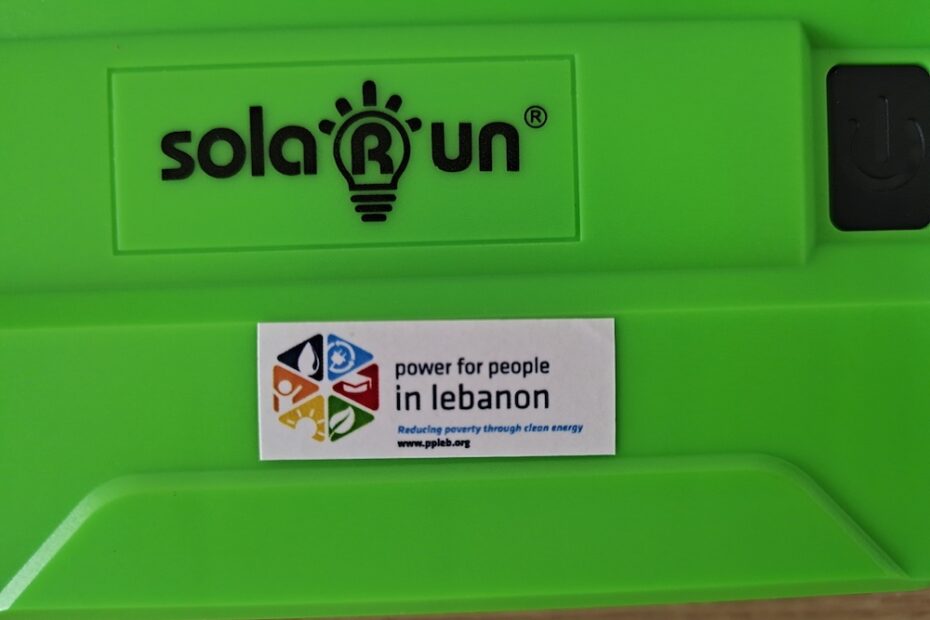 solaRun®
power for people
in lebanon
Reducing poverty through clean energy
www.ppleb.org